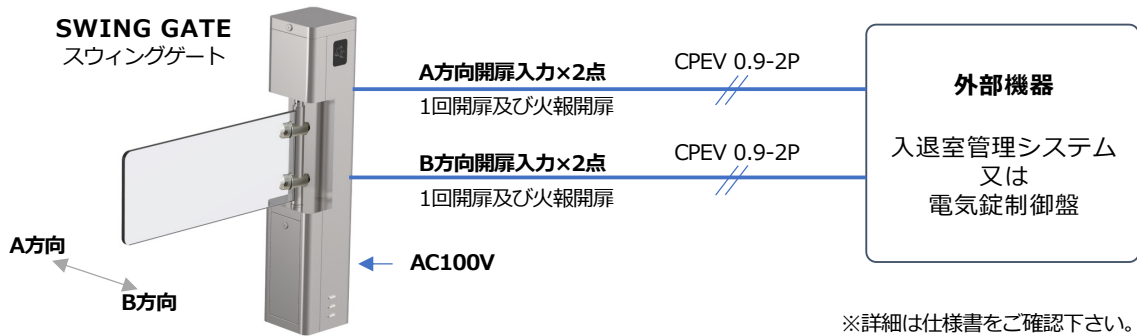 SWING GATE
スウィングゲート
A方向開扉入力×2点
CPEV 0.9-2P
1回開扉及び火報開扉
B方向開扉入力×2点
CPEV 0.9-2P
1回開扉及び火報開扉
外部機器
入退室管理システム
又は
電気錠制御盤
A方向
B方向
AC100V
※詳細は仕様書をご確認下さい。